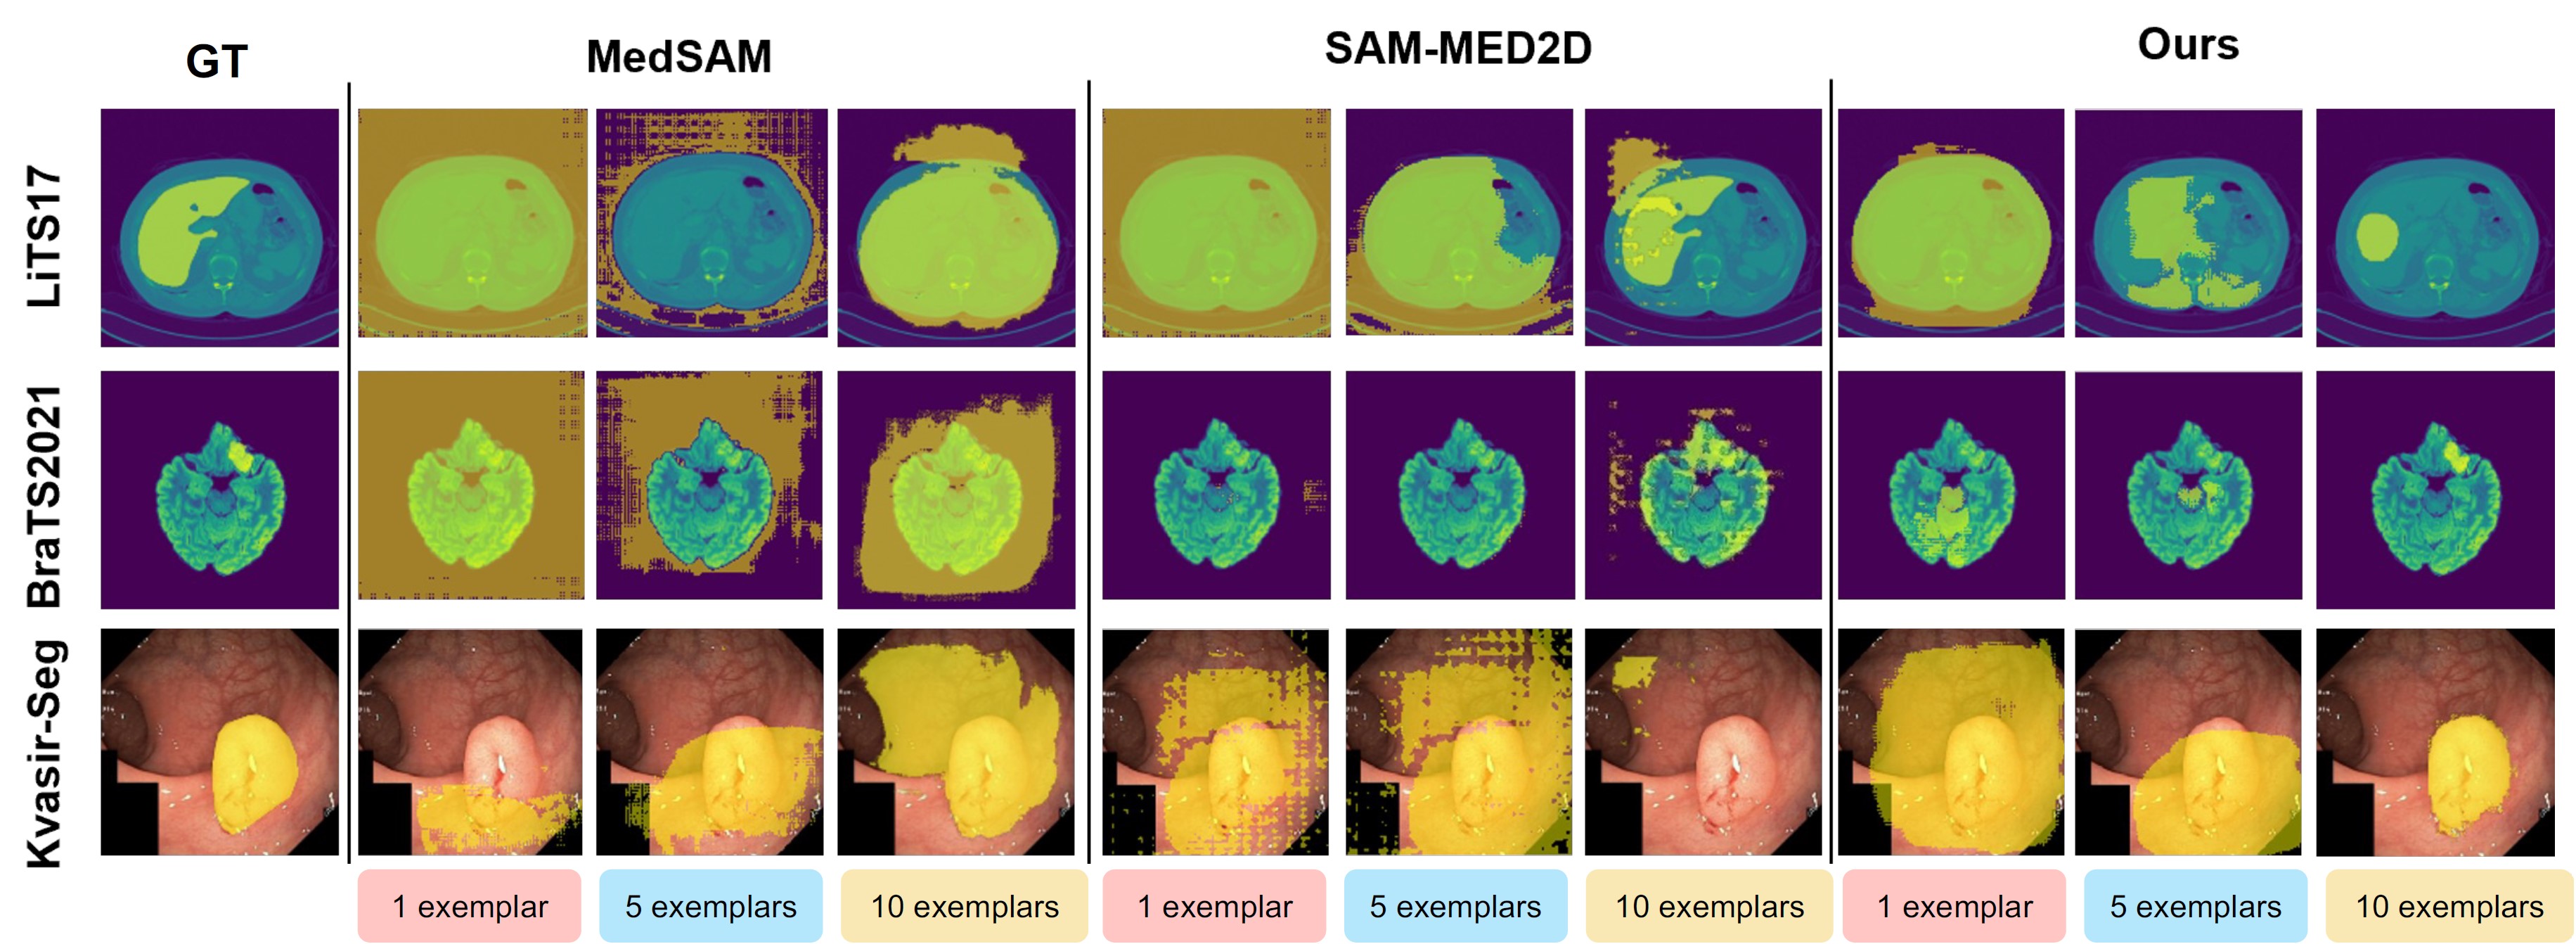 GT
MedSAM
SAM-MED2D
Ours
LiTS17
BraTS2021
Kvasir-Seg
1 exemplar
5 exemplars
10 exemplars
1 exemplar
5 exemplars
10 exemplars
1 exemplar
5 exemplars
10 exemplars